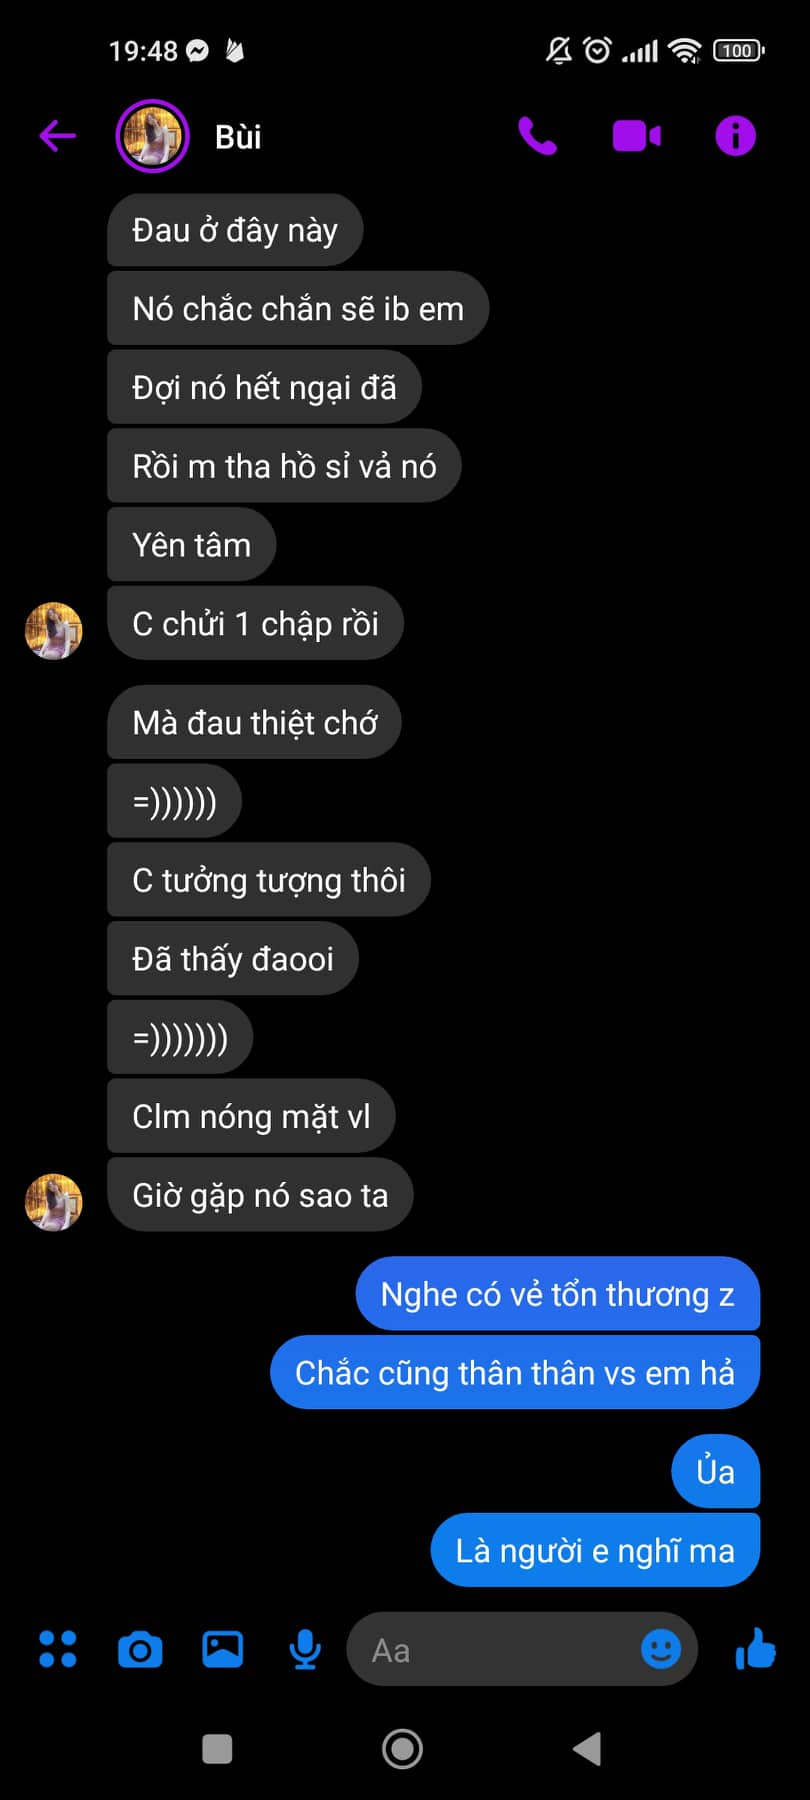 19:48
100
Bùi
Đau ở đây này
Nó chắc chắn sẽ ib em
Đợi nó hết ngại đã
Rồi m tha hồ sỉ vả nó
Yên tâm
C chửi 1 chập rồi
Mà đau thiệt chớ
=))))))
C tưởng tượng thôi
Đã thấy đaooi
=)))))))
Clm nóng mặt vl
Giờ gặp nó sao ta
Nghe có vẻ tổn thương z
Chắc cũng thân thân vs em hả
Ủa
Là người e nghĩ ma
Aa